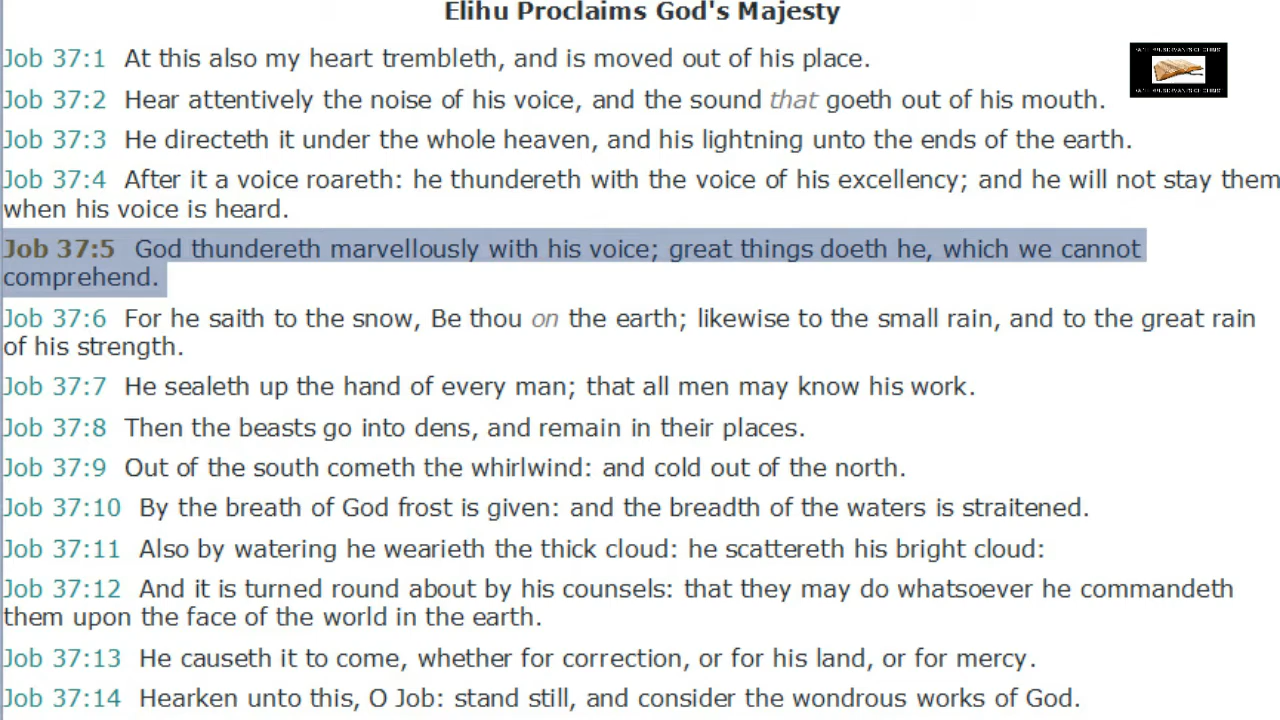 Elihu Proclaims God's Majesty
Job 37:1 At this also my heart trembleth, and is moved out of his place.
Job 37:2 Hear attentively the noise of his voice, and the sound that goeth out of his mouth.
Job 37:3 He directeth it under the whole heaven, and his lightning unto the ends of the earth.
Job 37:4 After it a voice roareth: he thundereth with the voice of his excellency; and he will not stay them
when his voice is heard.
Job 37:5 God thundereth marvellously with his voice; great things doeth he, which we cannot
comprehend.
Job 37:6 For he saith to the snow, Be thou on the earth; likewise to the small rain, and to the great rain
of his strength.
Job 37:7 He sealeth up the hand of every man; that all men may know his work.
Job 37:8 Then the beasts go into dens, and remain in their places.
Job 37:9 Out of the south cometh the whirlwind: and cold out of the north.
Job 37:10 By the breath of God frost is given: and the breadth of the waters is straitened.
Job 37:11 Also by watering he wearieth the thick cloud: he scattereth his bright cloud:
Job 37:12 And it is turned round about by his counsels: that they may do whatsoever he commandeth
them upon the face of the world in the earth.
Job 37:13 He causeth it to come, whether for correction, or for his land, or for mercy.
Job 37:14 Hearken unto this, O Job: stand still, and consider the wondrous works of God.